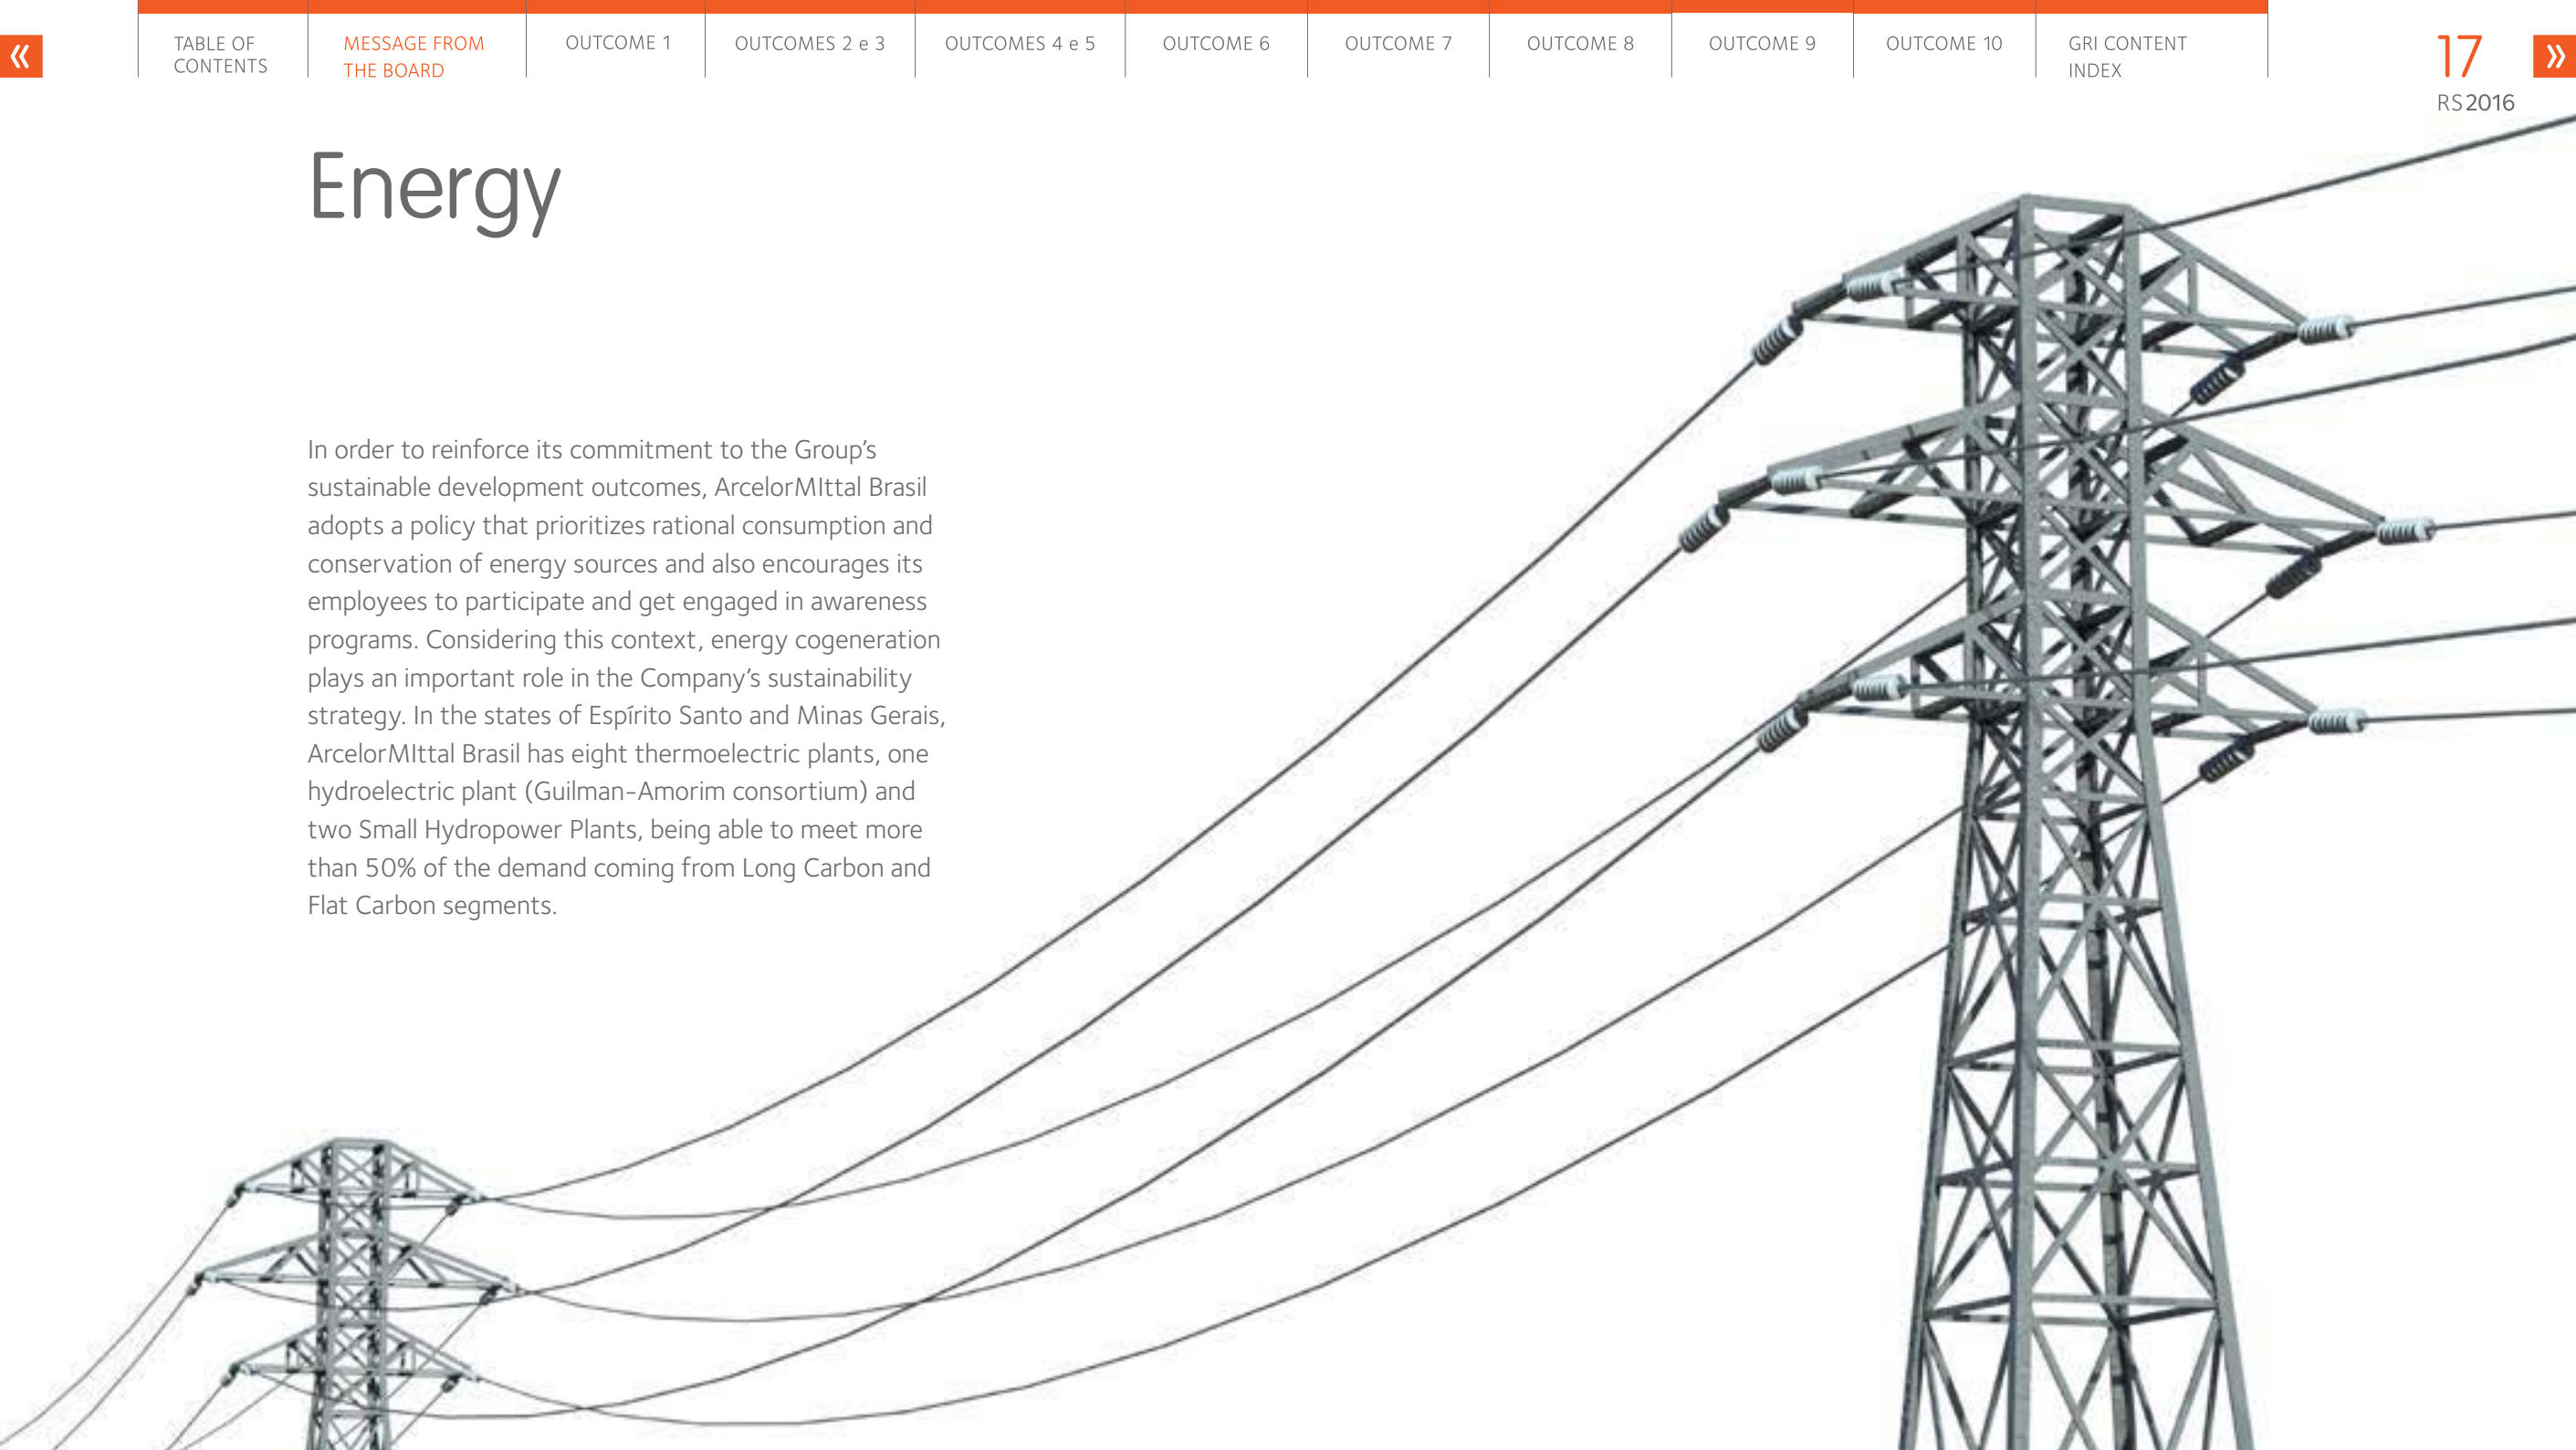 TABLE OF
CONTENTS
MESSAGE FROM
THE BOARD
OUTCOME 1
OUTCOMES 2 e 3
OUTCOMES 4 e 5
OUTCOME 6
OUTCOME 7
OUTCOME 8
OUTCOME 9
OUTCOME 10
GRI CONTENT
INDEX
17
RS2016
Energy
In order to reinforce its commitment to the Group’s
sustainable development outcomes, ArcelorMIttal Brasil
adopts a policy that prioritizes rational consumption and
conservation of energy sources and also encourages its
employees to participate and get engaged in awareness
programs. Considering this context, energy cogeneration
plays an important role in the Company’s sustainability
strategy. In the states of Espírito Santo and Minas Gerais,
ArcelorMIttal Brasil has eight thermoelectric plants, one
hydroelectric plant (Guilman-Amorim consortium) and
two Small Hydropower Plants, being able to meet more
than 50% of the demand coming from Long Carbon and
Flat Carbon segments.